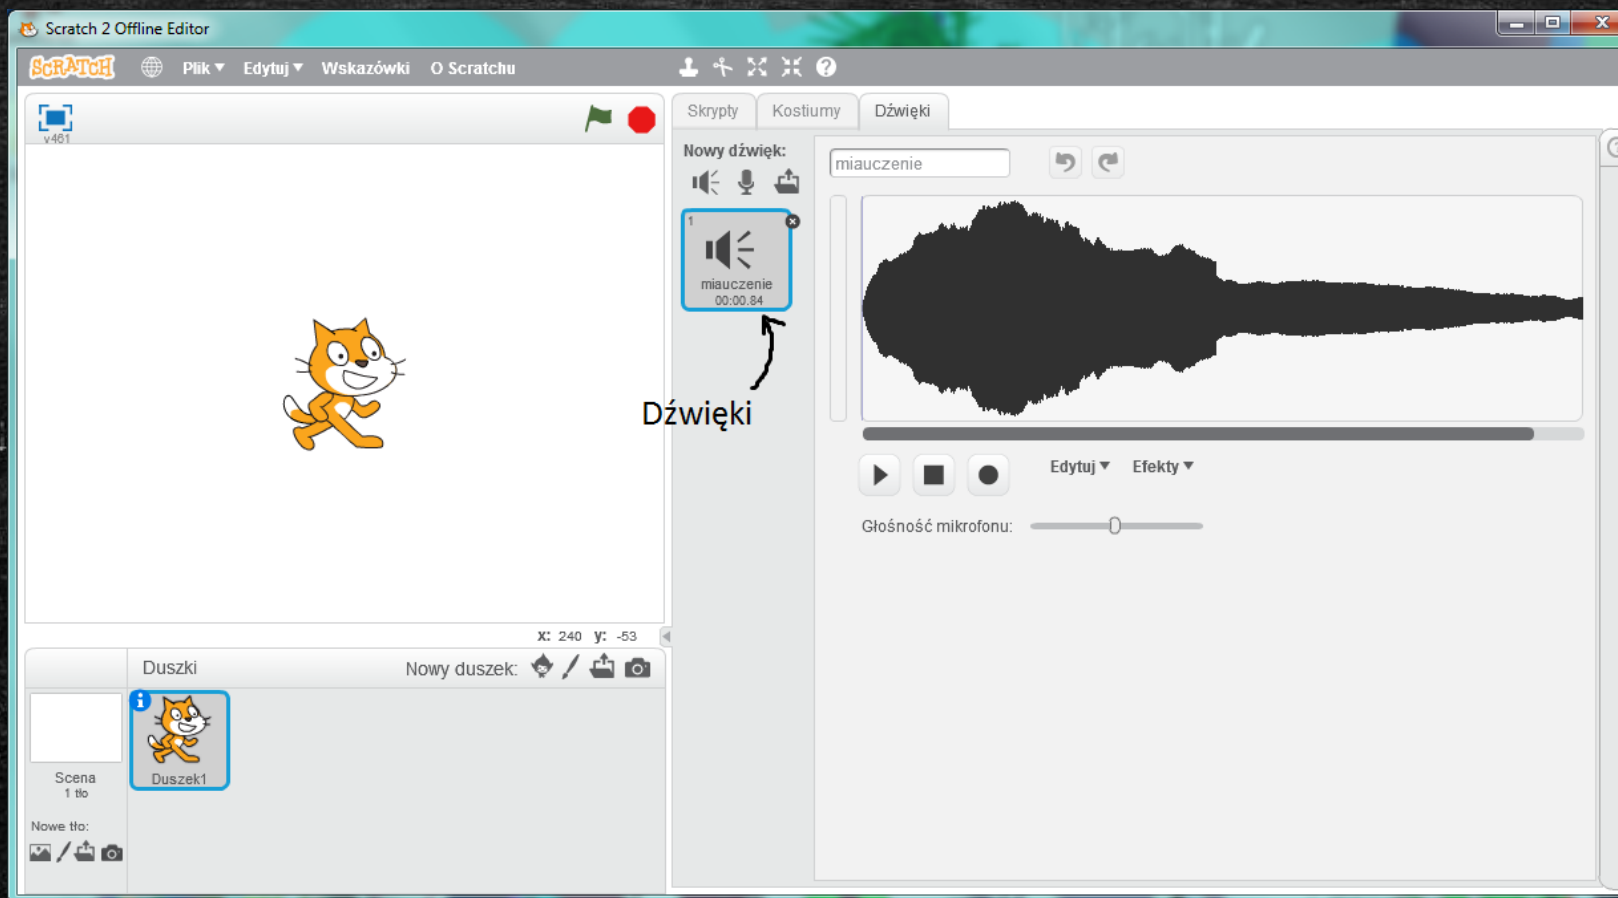 Scratch 2 Offline Editor
SCRATCH Plik Edytuj Wskazówki O Scratchu
v461
Skrypty Kostiumy Dźwięki
Nowy dźwięk:
miauczenie
1
miauczenie
00:00.84
Dźwięki
Edytuj Efekty
Głośność mikrofonu:
x: 240 y: -53
Duszki Nowy duszek:
Duszek1
Scena
1 tło
Nowe tło: